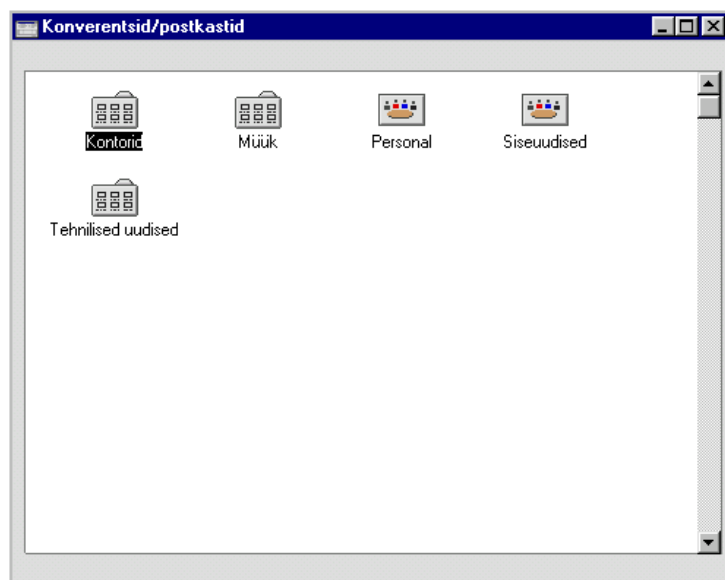 Konverentsid/postkastid
Kontorid
Müük
Personal
Siseuudised
Tehnilised uudised